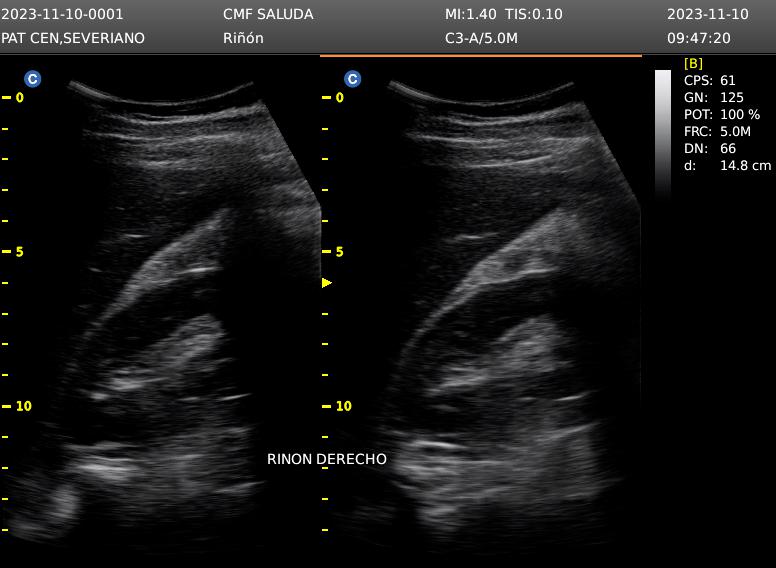 2023-11-10-0001 CMF SALUDA MI:1.40 TIS:0.10 2023-11-10
PAT CEN,SEVERIANO Riñón C3-A/5.0M 09:47:20
C C [B]
0 0 CPS: 61
GN: 125
POT: 100 %
FRC: 5.0M
DN: 66
d: 14.8 cm
5 5
10 10
RINON DERECHO